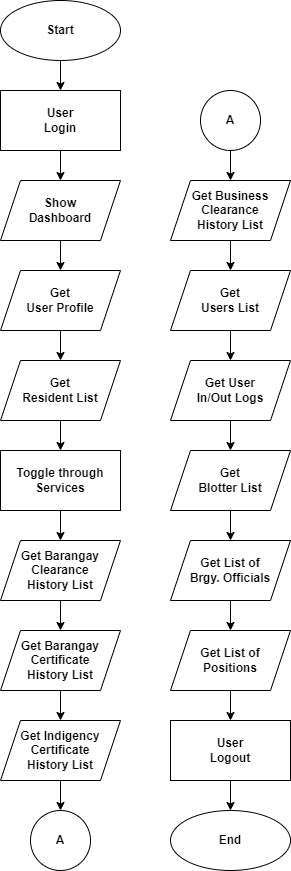 Start
User
Login
Show
Dashboard
Get
User Profile
Get
Resident List
Toggle through
Services
Get Barangay
Clearance
History List
Get Barangay
Certificate
History List
Get Indigency
Certificate
History List
A
A
Get Business
Clearance
History List
Get
Users List
Get User
In/Out Logs
Get
Blotter List
Get List of
Brgy. Officials
Get List of
Positions
User
Logout
End